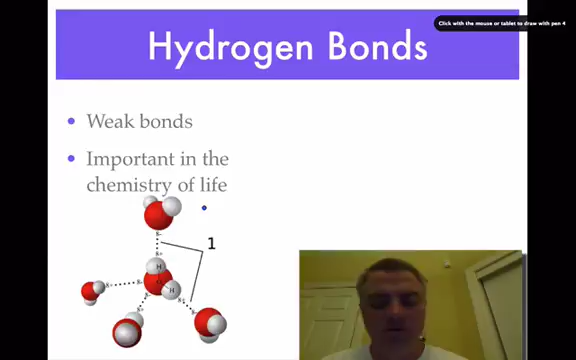 Click with the mouse or tablet to draw with pen 4
Hydrogen Bonds
Weak bonds
Important in the
chemistry of life
1
H
H